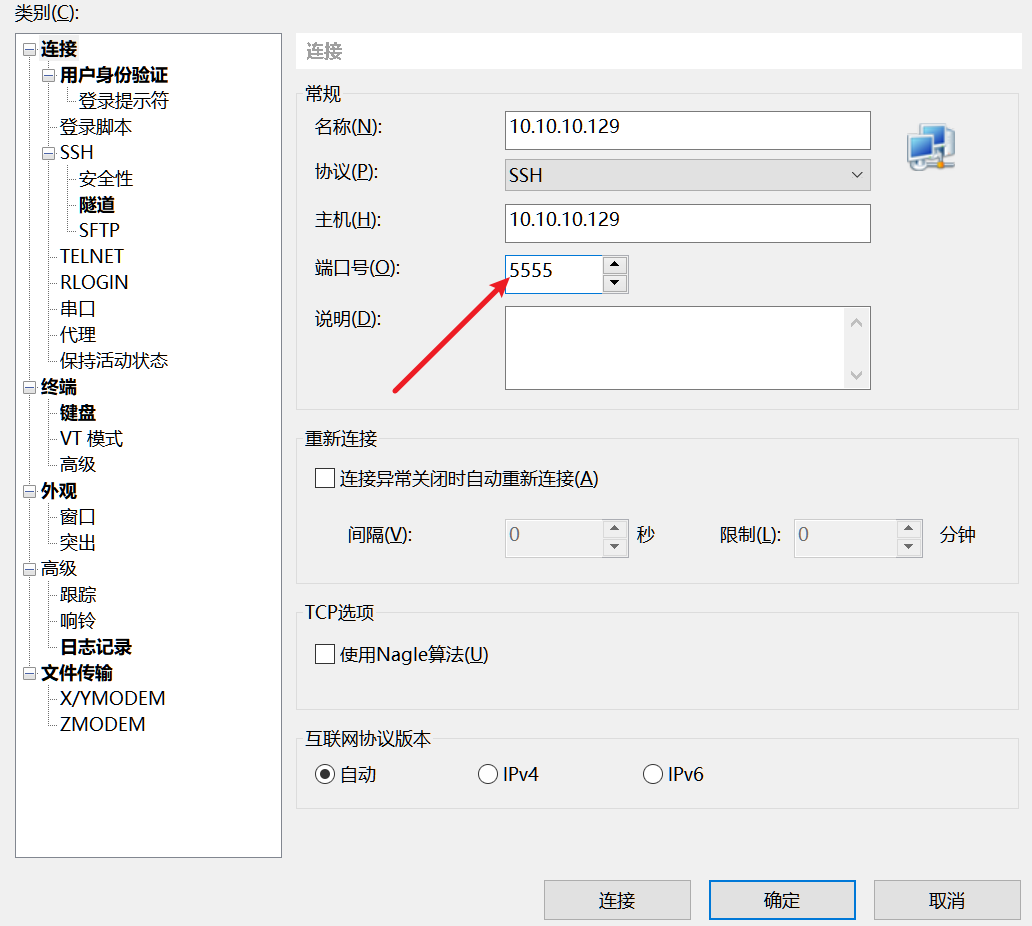 类别(C):
连接
用户身份验证
登录提示符
登录脚本
SSH
安全性
隧道
SFTP
TELNET
RLOGIN
串口
代理
保持活动状态
终端
键盘
VT 模式
高级
外观
窗口
突出
高级
跟踪
响铃
日志记录
文件传输
X/YMODEM
ZMODEM
连接
常规
名称(N): 10.10.10.129
协议(P): SSH
主机(H): 10.10.10.129
端口号(O): 5555
说明(D):
重新连接
连接异常关闭时自动重新连接(A)
间隔(V): 0 秒 限制(L): 0 分钟
TCP选项
使用Nagle算法(U)
互联网协议版本
自动 IPv4 IPv6
连接 确定 取消